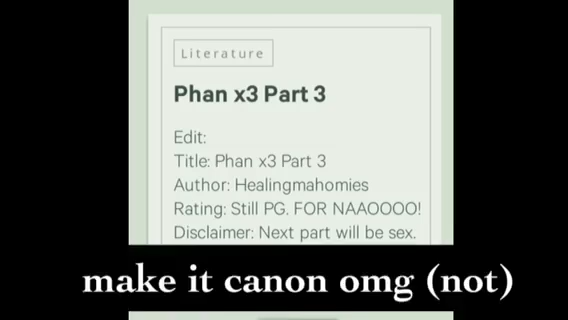 Literature
Phan x3 Part 3
Edit:
Title: Phan x3 Part 3
Author: Healingmahomies
Rating: Still PG. FOR NAAOOOO!
Disclaimer: Next part will be sex.
make it canon omg (not)